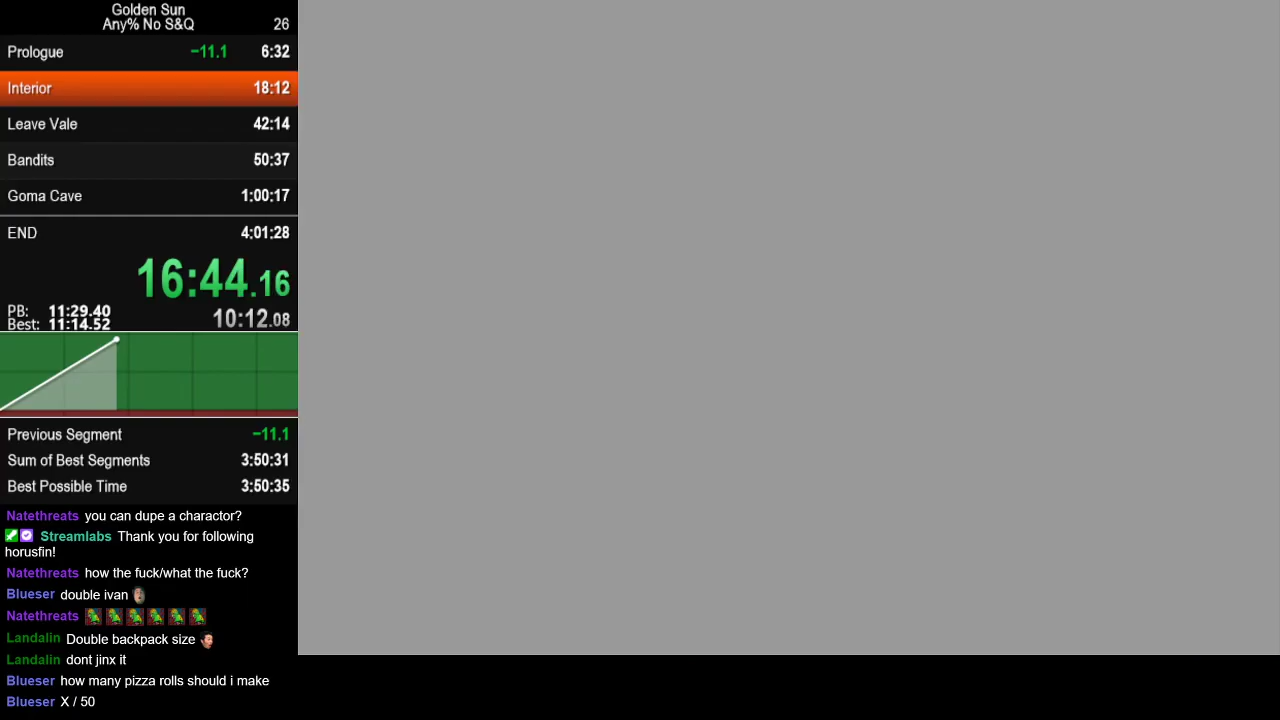 Golden Sun
Any% No S&Q 26
Prologue −11.1 6:32
Interior 18:12
Leave Vale 42:14
Bandits 50:37
Goma Cave 1:00:17
END 4:01:28
16:44.16
PB: 11:29.40
Best: 11:14.52 10:12.08
Previous Segment −11.1
Sum of Best Segments 3:50:31
Best Possible Time 3:50:35
Natethreats you can dupe a charactor?
Streamlabs Thank you for following
horusfin!
Natethreats how the fuck/what the fuck?
Blueser double ivan
Natethreats
Landalin Double backpack size
Landalin dont jinx it
Blueser how many pizza rolls should i make
Blueser X / 50